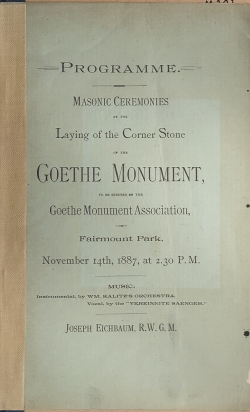 PROGRAMME.
MASONIC CEREMONIES
AT THE
Laying of the Corner Stone
OF THE
GOETHE MONUMENT,
TO BE ERECTED BY THE
Goethe Monument Association,
Fairmount Park,
November 14th, 1887, at 2.30 P. M.
MUSIC:
Instrumental, by WM. KALITZ'S ORCHESTRA.
Vocal, by the "VEREINIGTE SAENGER."
JOSEPH EICHBAUM, R. W. G. M.